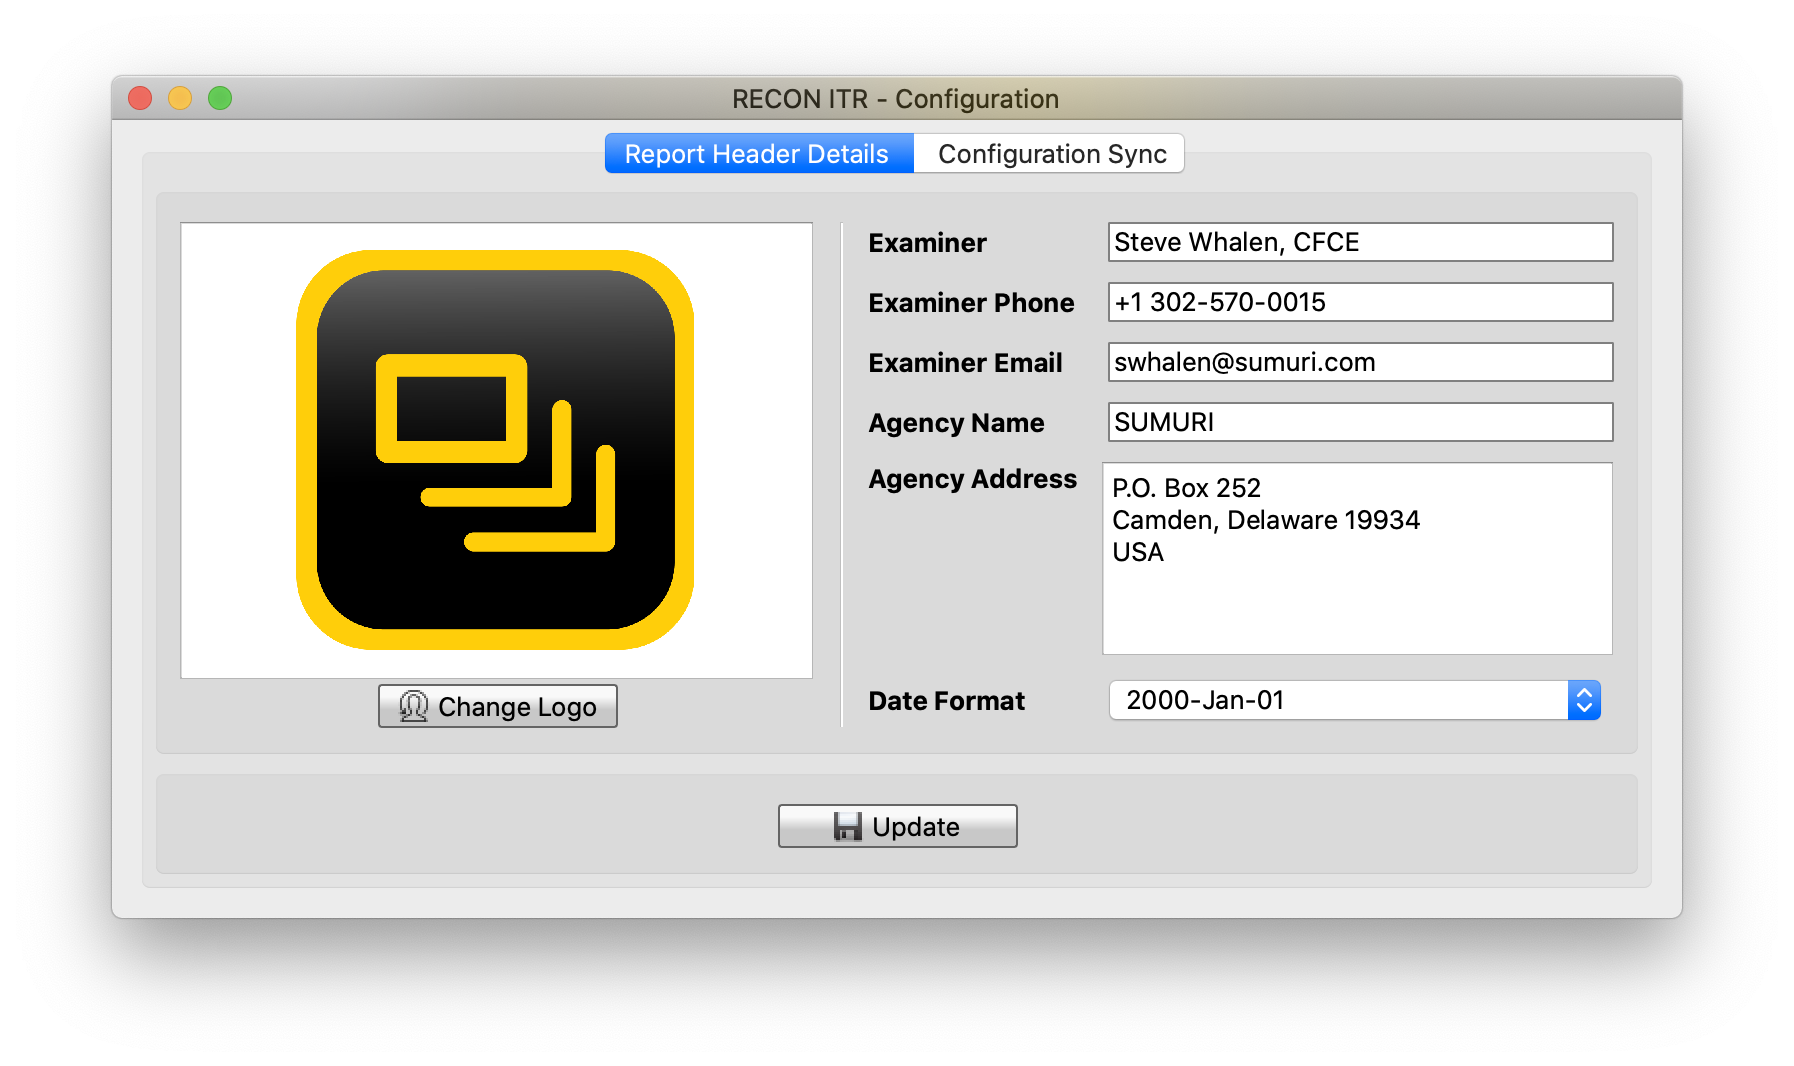 RECON ITR - Configuration
Report Header Details
Configuration Sync
Examiner
Steve Whalen, CFCE
Examiner Phone
+1 302-570-0015
Examiner Email
swhalen@sumuri.com
Agency Name
SUMURI
Agency Address
P.O. Box 252
Camden, Delaware 19934
USA
Change Logo
Date Format
2000-Jan-01
Update